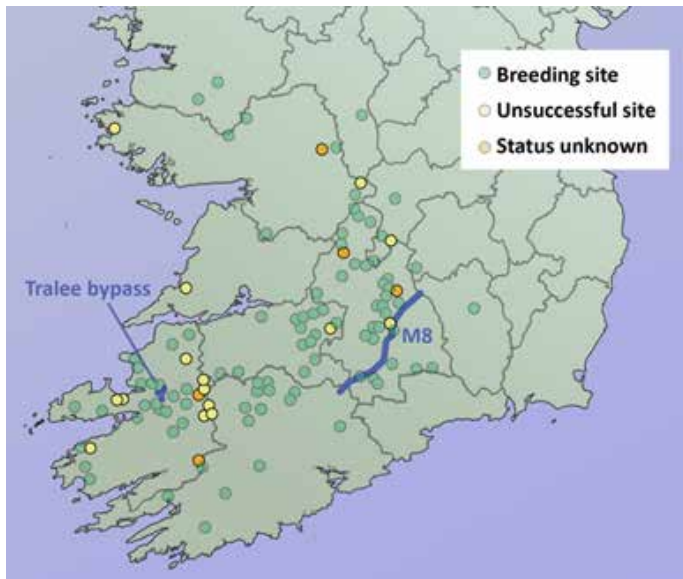 Breeding site
Unsuccessful site
Status unknown
Tralee bypass
M8